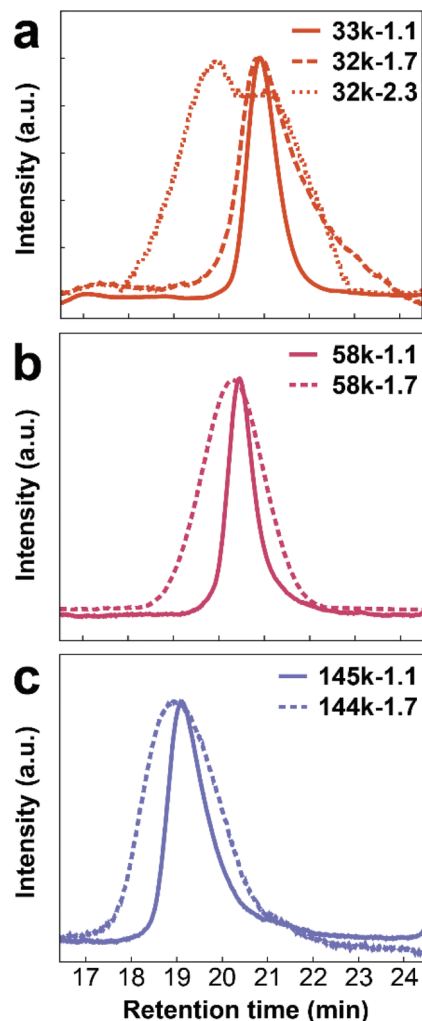 a
33k-1.1
32k-1.7
32k-2.3
Intensity (a.u.)
b
58k-1.1
58k-1.7
Intensity (a.u.)
c
145k-1.1
144k-1.7
Intensity (a.u.)
17 18 19 20 21 22 23 24
Retention time (min)